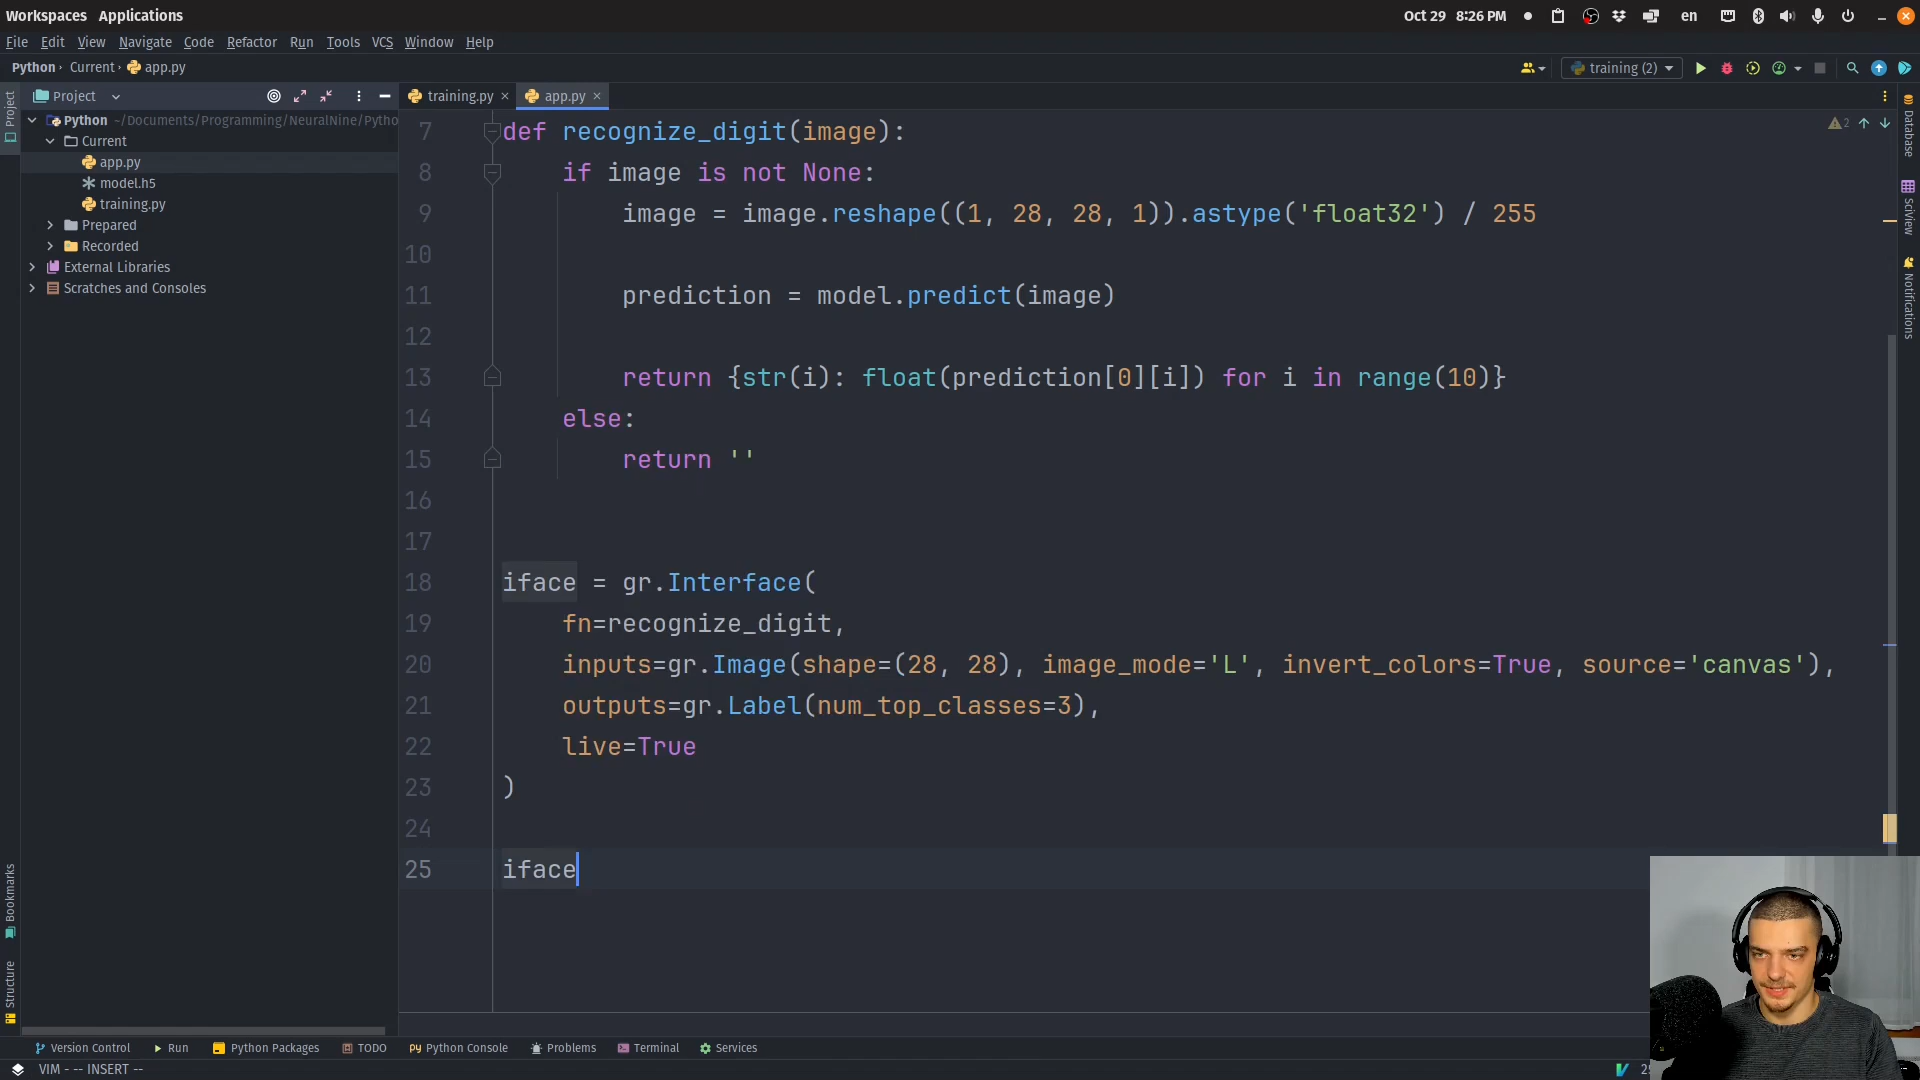 Workspaces Applications
Oct 29 8:26 PM
en
File Edit View Navigate Code Refactor Run Tools VCS Window Help
Python Current app.py
training (2)
Project
training.py
app.py
Python ~/Documents/Programming/NeuralNine/Pytho
Current
app.py
model.h5
training.py
Prepared
Recorded
External Libraries
Scratches and Consoles
Project
Bookmarks
Structure
2
7 def recognize_digit(image):
8 if image is not None:
9 image = image.reshape((1, 28, 28, 1)).astype('float32') / 255
10
11 prediction = model.predict(image)
12
13 return {str(i): float(prediction[0][i]) for i in range(10)}
14 else:
15 return ''
16
17
18 iface = gr.Interface(
19 fn=recognize_digit,
20 inputs=gr.Image(shape=(28, 28), image_mode='L', invert_colors=True, source='canvas'),
21 outputs=gr.Label(num_top_classes=3),
22 live=True
23 )
24
25 iface
Database
SciView
Notifications
Version Control Run Python Packages TODO Python Console Problems Terminal Services
VIM - -- INSERT --